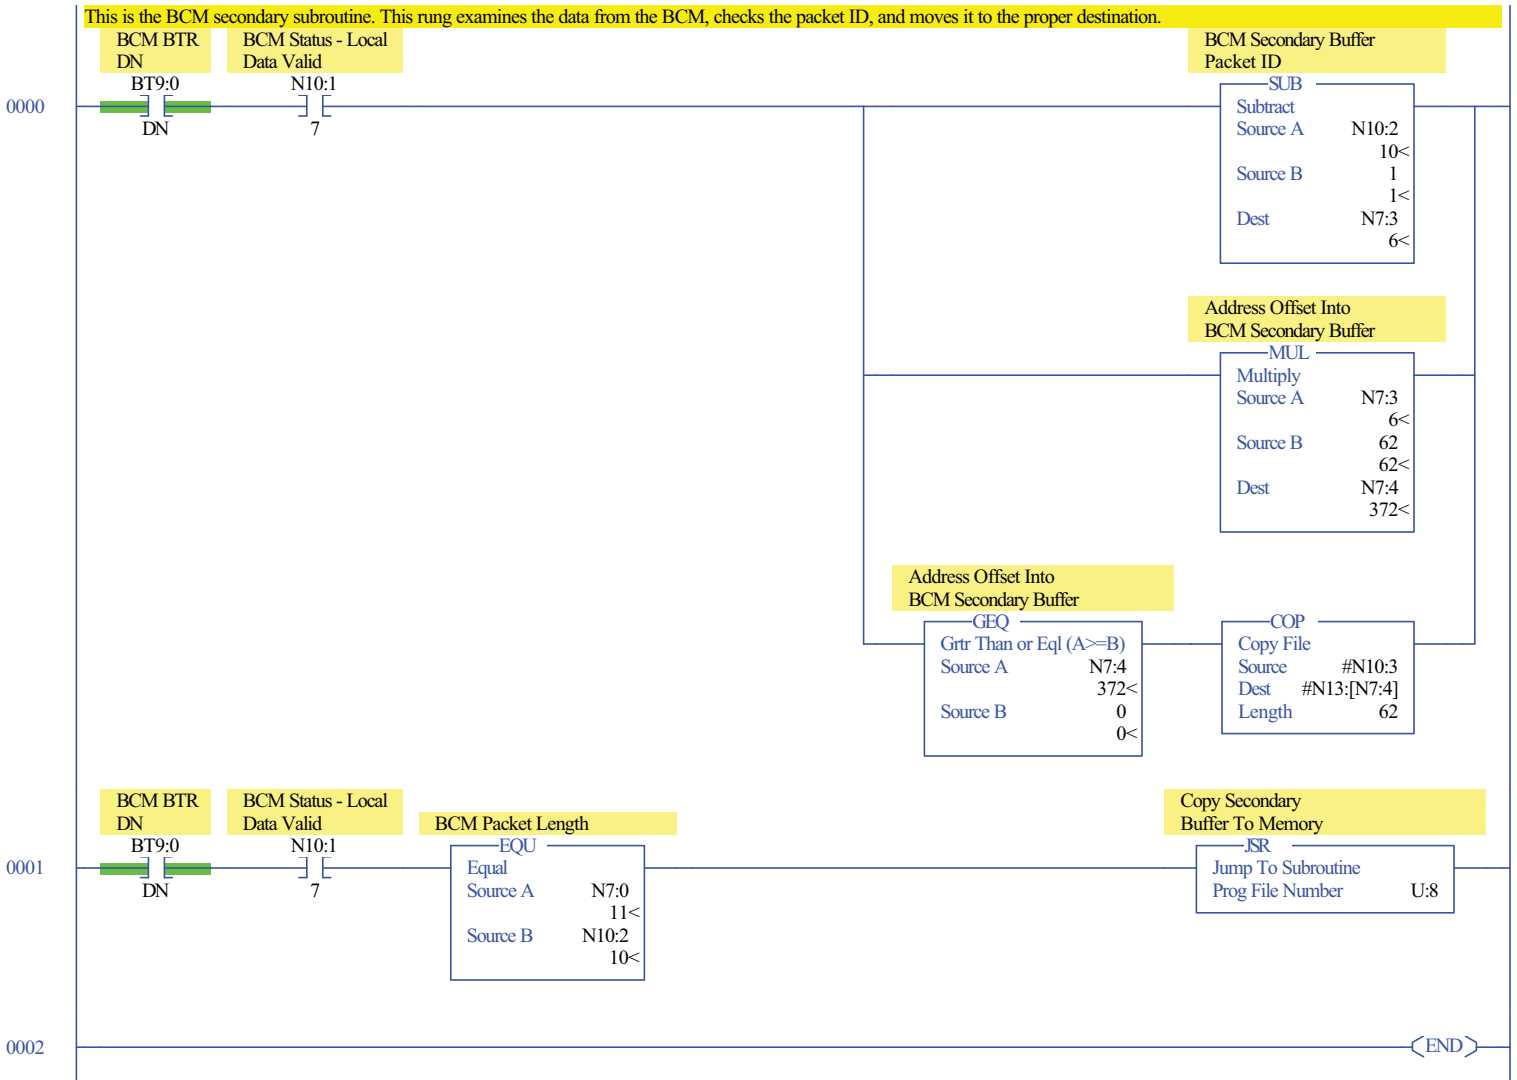 This is the BCM secondary subroutine. This rung examines the data from the BCM, checks the packet ID, and moves it to the proper destination.
BCM BTR
DN
BT9:0
DN
BCM Status - Local
Data Valid
N10:1
7
0000
BCM Secondary Buffer
Packet ID
SUB
Subtract
Source A N10:2
10<
Source B 1
1<
Dest N7:3
6<
Address Offset Into
BCM Secondary Buffer
MUL
Multiply
Source A N7:3
6<
Source B 62
62<
Dest N7:4
372<
Address Offset Into
BCM Secondary Buffer
GEQ
Grtr Than or Eql (A>=B)
Source A N7:4
372<
Source B 0
0<
COP
Copy File
Source #N10:3
Dest #N13:[N7:4]
Length 62
BCM BTR
DN
BT9:0
DN
BCM Status - Local
Data Valid
N10:1
7
0001
BCM Packet Length
EQU
Equal
Source A N7:0
11<
Source B N10:2
10<
Copy Secondary
Buffer To Memory
JSR
Jump To Subroutine
Prog File Number U:8
0002
END